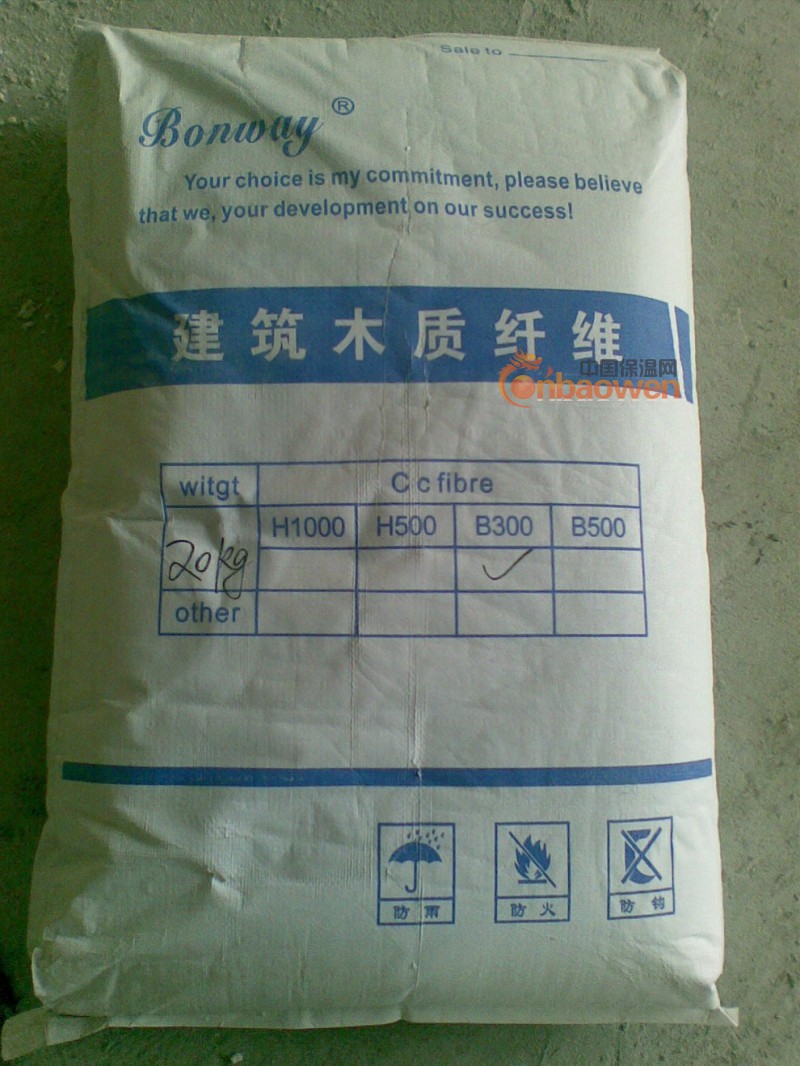 Sale to
Bonway®
Your choice is my commitment, please believe
that we, your development on our success!
建筑木质纤维
中国保温网
cnbaowen
witgt C c fibre
H1000 H500 B300 B500
20kg ✓
other
防雨 防火 防钩